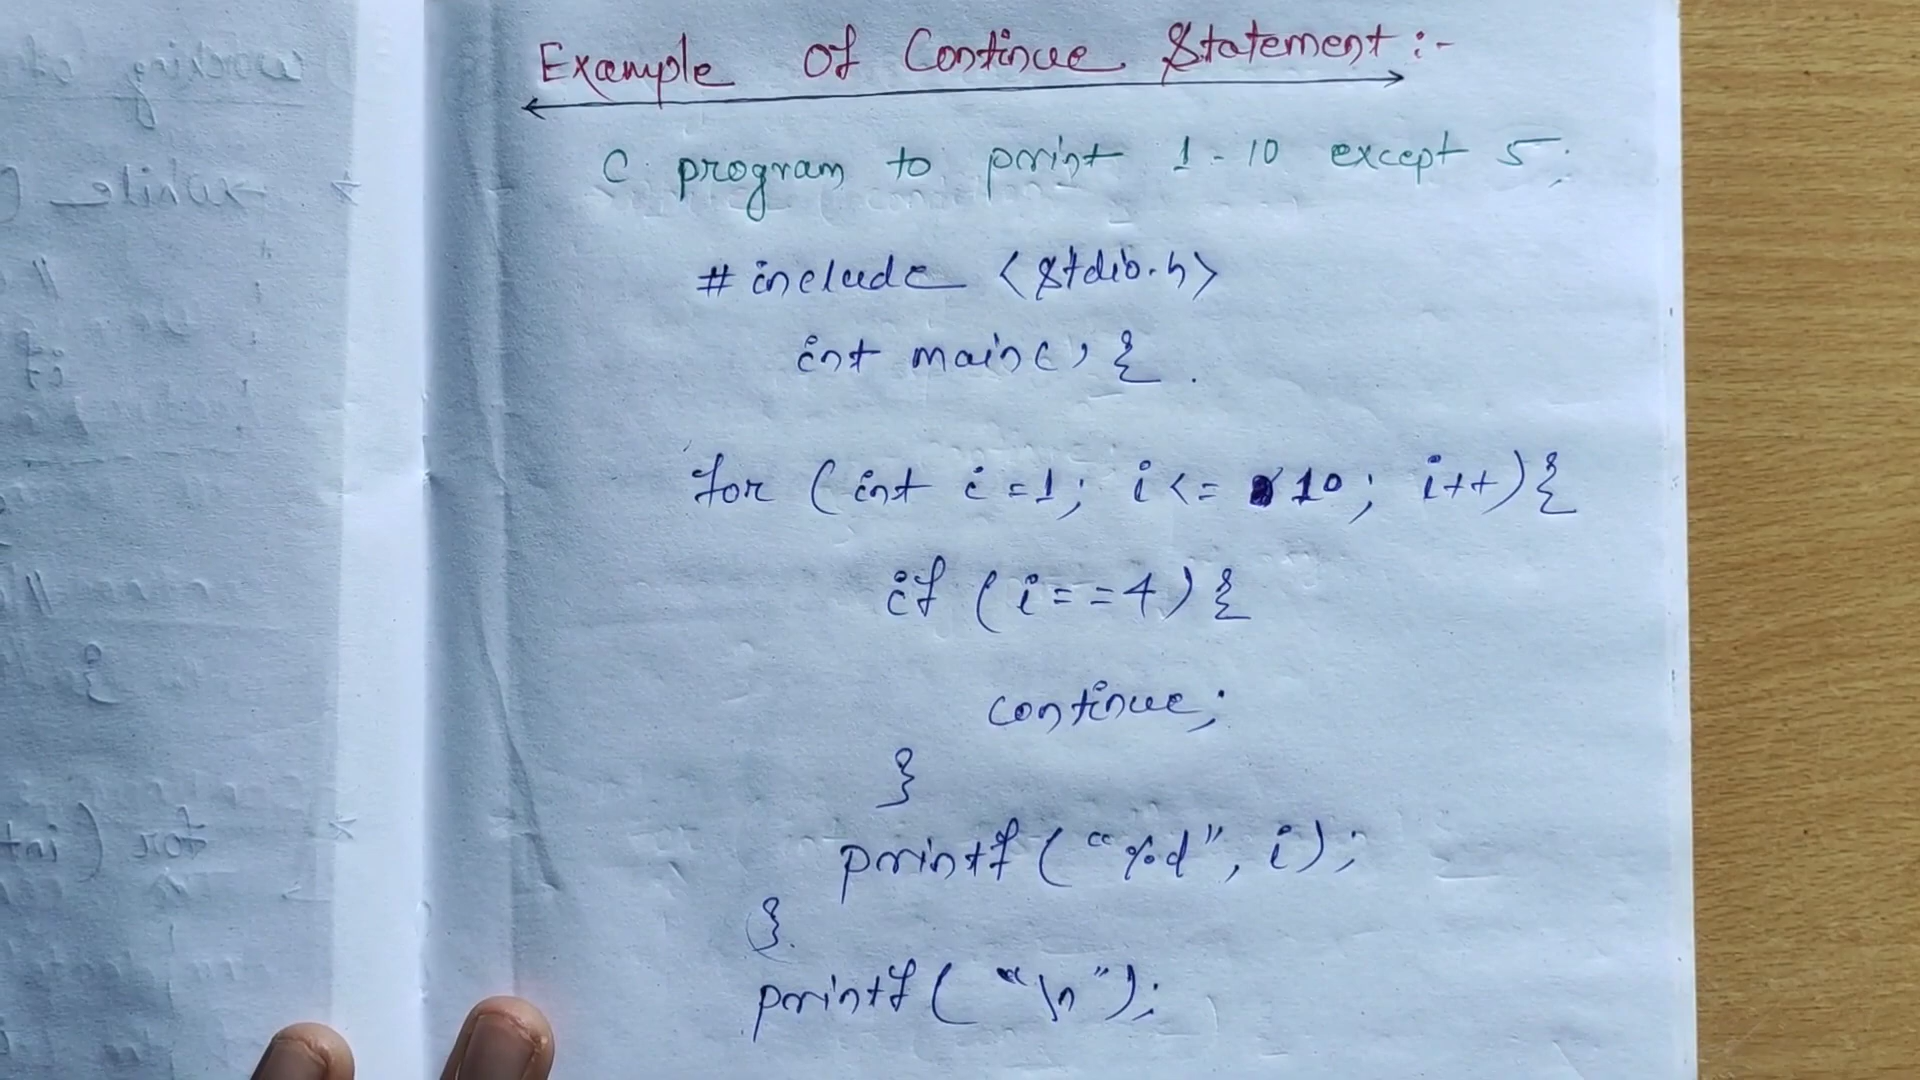 Example Of Continue Statement :-
C program to print 1 - 10 except 5;
# include <stdib.h>
int main() {
for (int i =1; i <= 10; i++){
if (i==4) {
continue;
}
printf ( "%d", i);
}
printf ( "\n");